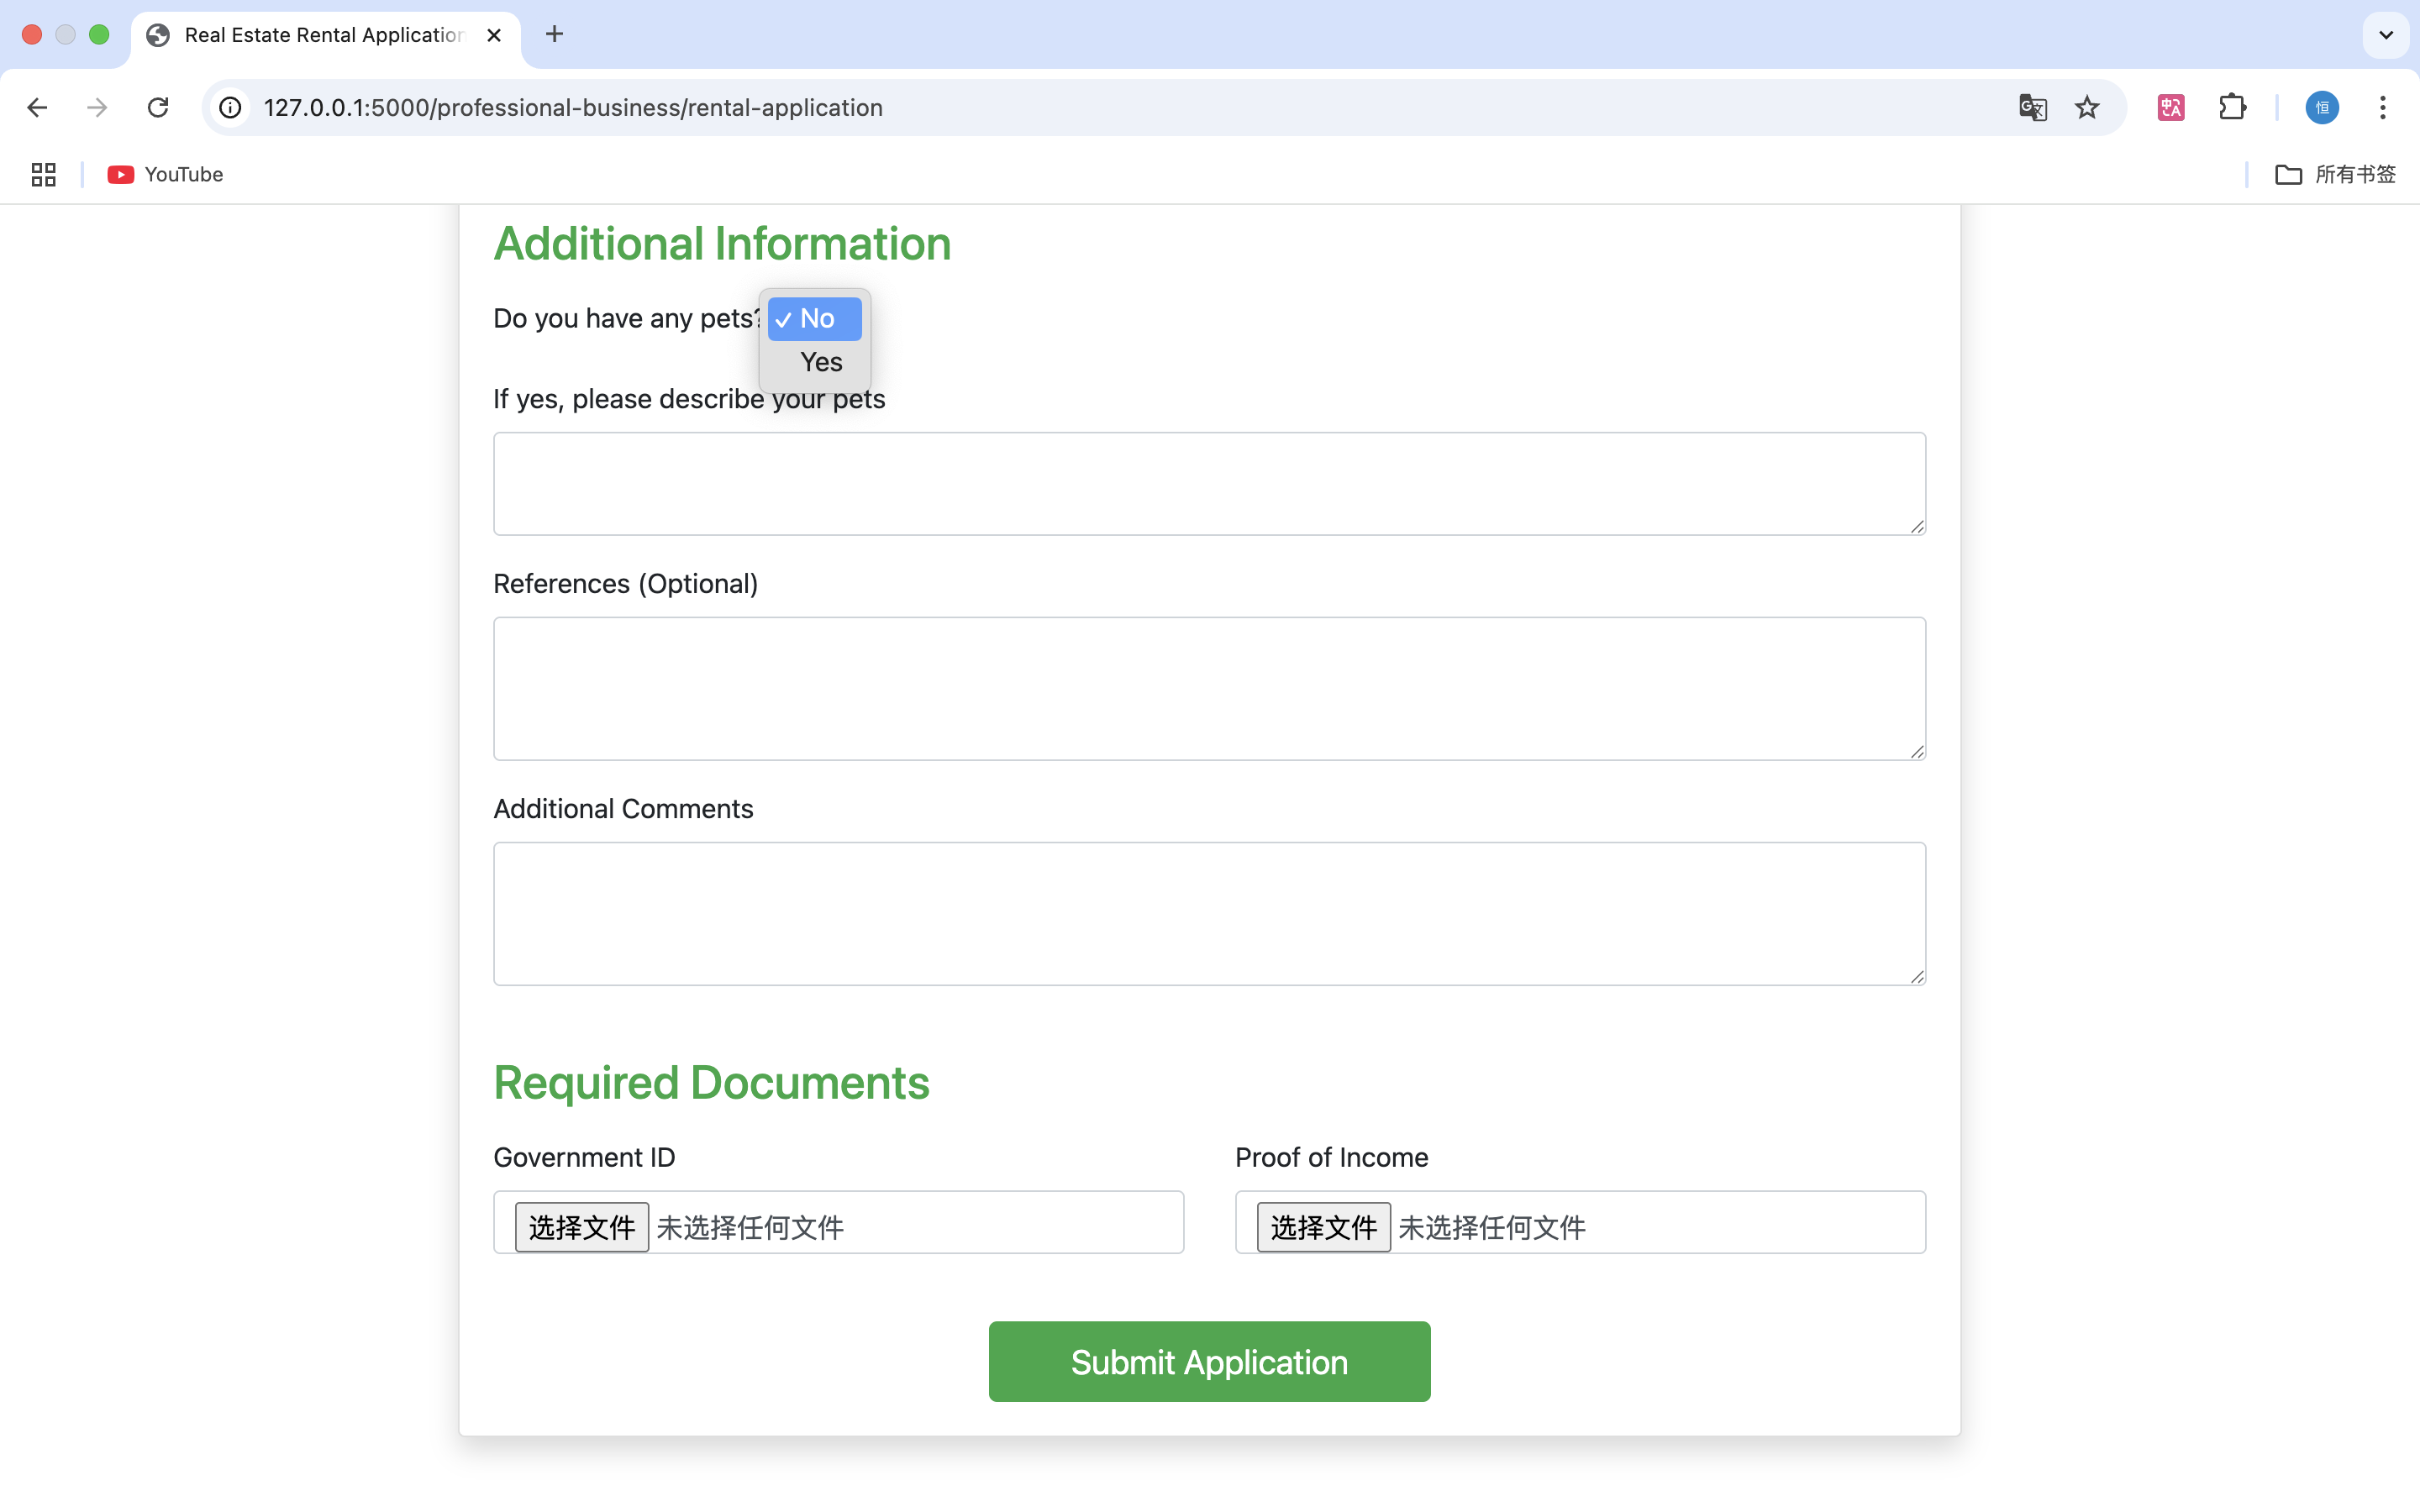 Real Estate Rental Application
127.0.0.1:5000/professional-business/rental-application
恒
YouTube
所有书签
Additional Information
Do you have any pets?
✓ No
Yes
If yes, please describe your pets
References (Optional)
Additional Comments
Required Documents
Government ID
Proof of Income
选择文件 未选择任何文件
选择文件 未选择任何文件
Submit Application